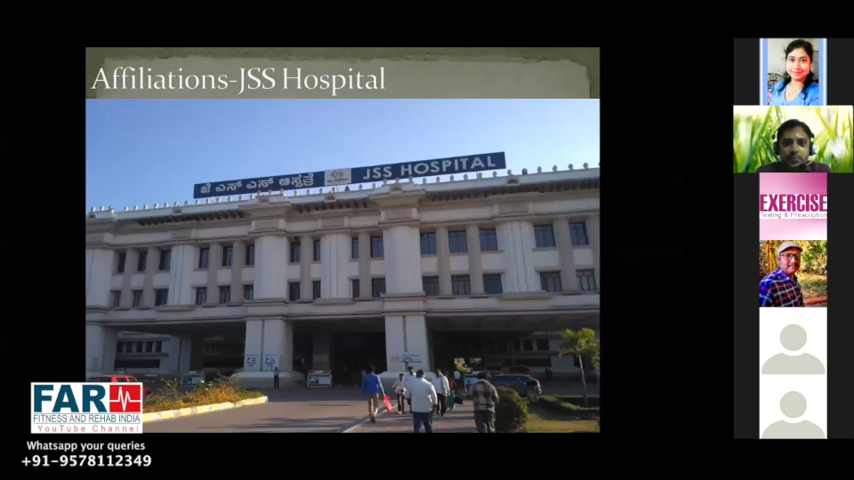 Affiliations-JSS Hospital
ಜೆ ಎಸ್ ಎಸ್ ಆಸ್ಪತ್ರೆ
JSS HOSPITAL
EXERCISE
Testing & Prescription
FAR
FITNESS AND REHAB INDIA
YouTube Channel
Whatsapp your queries
+91-9578112349